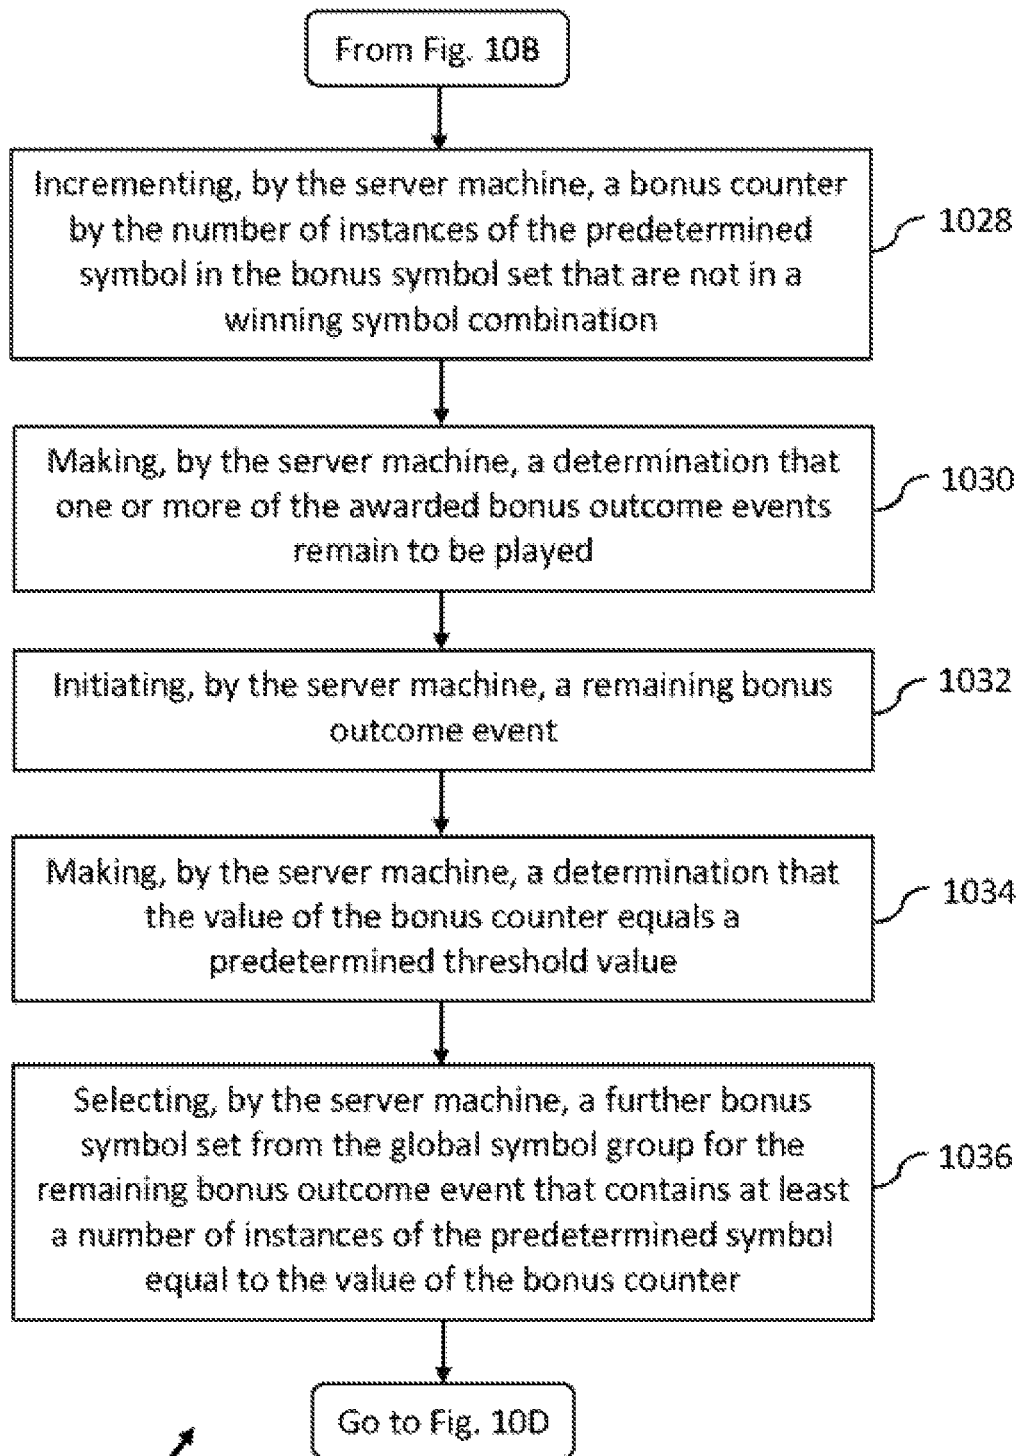 From Fig. 10B
Incrementing, by the server machine, a bonus counter
by the number of instances of the predetermined
symbol in the bonus symbol set that are not in a
winning symbol combination
1028
Making, by the server machine, a determination that
one or more of the awarded bonus outcome events
remain to be played
1030
Initiating, by the server machine, a remaining bonus
outcome event
1032
Making, by the server machine, a determination that
the value of the bonus counter equals a
predetermined threshold value
1034
Selecting, by the server machine, a further bonus
symbol set from the global symbol group for the
remaining bonus outcome event that contains at least
a number of instances of the predetermined symbol
equal to the value of the bonus counter
1036
Go to Fig. 10D